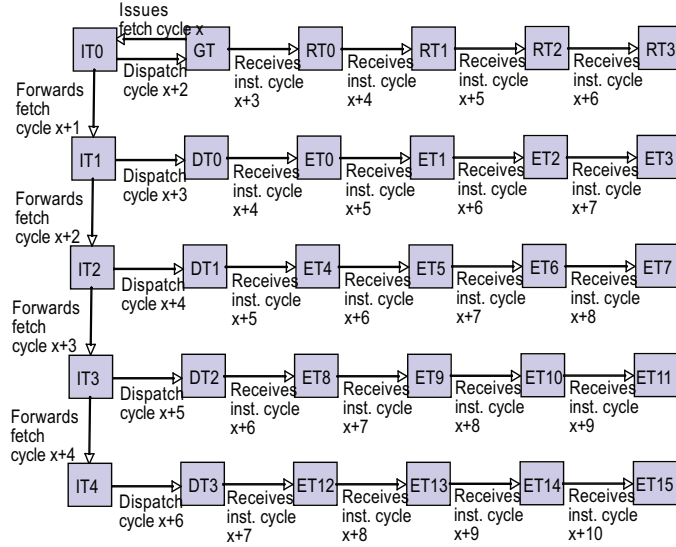 Issues
fetch cycle x
IT0
GT
RT0
RT1
RT2
RT3
Dispatch
cycle x+2
Receives
inst. cycle
x+3
Receives
inst. cycle
x+4
Receives
inst. cycle
x+5
Receives
inst. cycle
x+6
Forwards
fetch
cycle x+1
IT1
DT0
ET0
ET1
ET2
ET3
Dispatch
cycle x+3
Receives
inst. cycle
x+4
Receives
inst. cycle
x+5
Receives
inst. cycle
x+6
Receives
inst. cycle
x+7
Forwards
fetch
cycle x+2
IT2
DT1
ET4
ET5
ET6
ET7
Dispatch
cycle x+4
Receives
inst. cycle
x+5
Receives
inst. cycle
x+6
Receives
inst. cycle
x+7
Receives
inst. cycle
x+8
Forwards
fetch
cycle x+3
IT3
DT2
ET8
ET9
ET10
ET11
Dispatch
cycle x+5
Receives
inst. cycle
x+6
Receives
inst. cycle
x+7
Receives
inst. cycle
x+8
Receives
inst. cycle
x+9
Forwards
fetch
cycle x+4
IT4
DT3
ET12
ET13
ET14
ET15
Dispatch
cycle x+6
Receives
inst. cycle
x+7
Receives
inst. cycle
x+8
Receives
inst. cycle
x+9
Receives
inst. cycle
x+10